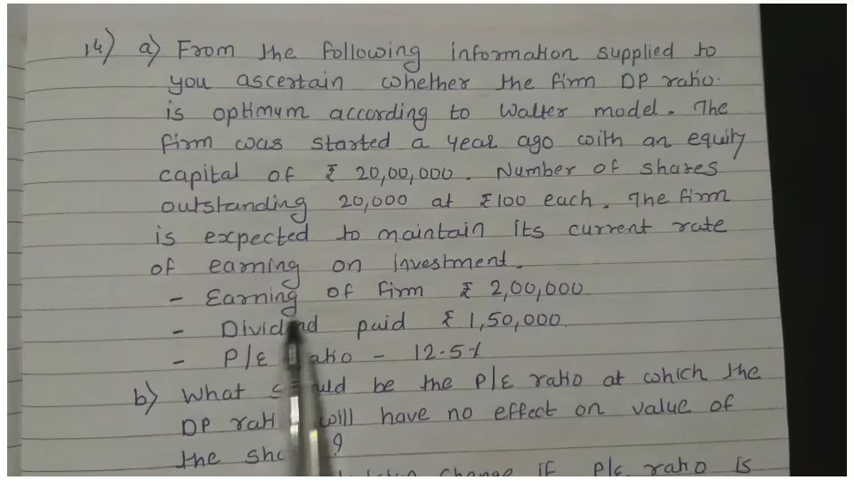 14) a) From the following information supplied to
you ascertain whether the firm DP ratio.
is optimum according to Walter model. The
firm was started a year ago with an equity
capital of ₹ 20,00,000. Number of shares
outstanding 20,000 at ₹100 each. The firm
is expected to maintain its current rate
of earning on investment.
- Earning of firm ₹ 2,00,000
- Dividend paid ₹ 1,50,000.
- P/E ratio - 12.5%
b) What should be the P/E ratio at which the
DP will have no effect on value of
the
change if P/E ratio is